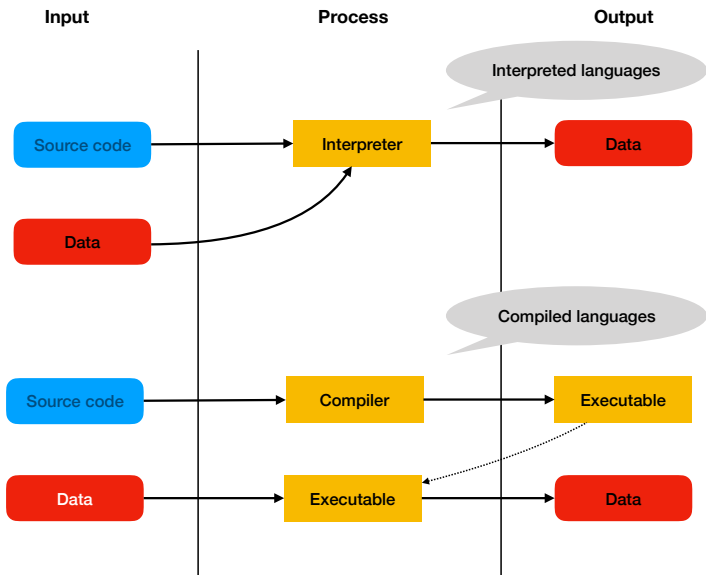 Input
Process
Output
Interpreted languages
Source code
Interpreter
Data
Data
Compiled languages
Source code
Compiler
Executable
Data
Executable
Data